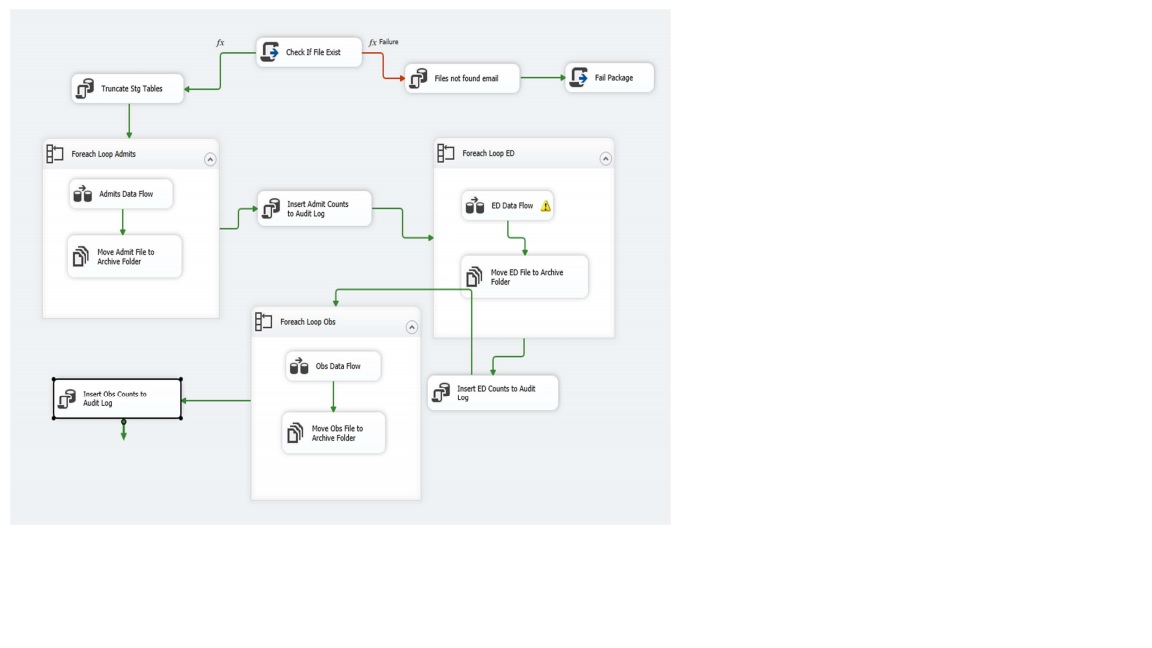 fx
Check If File Exist
fx Failure
Files not found email
Fail Package
Truncate Stg Tables
Foreach Loop Admits
Admits Data Flow
Move Admit File to
Archive Folder
Insert Admit Counts
to Audit Log
Foreach Loop ED
ED Data Flow
Move ED File to Archive
Folder
Insert ED Counts to Audit
Log
Foreach Loop Obs
Obs Data Flow
Move Obs File to
Archive Folder
Insert Obs Counts to
Audit Log